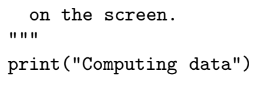 on the screen.
"""
print("Computing data")